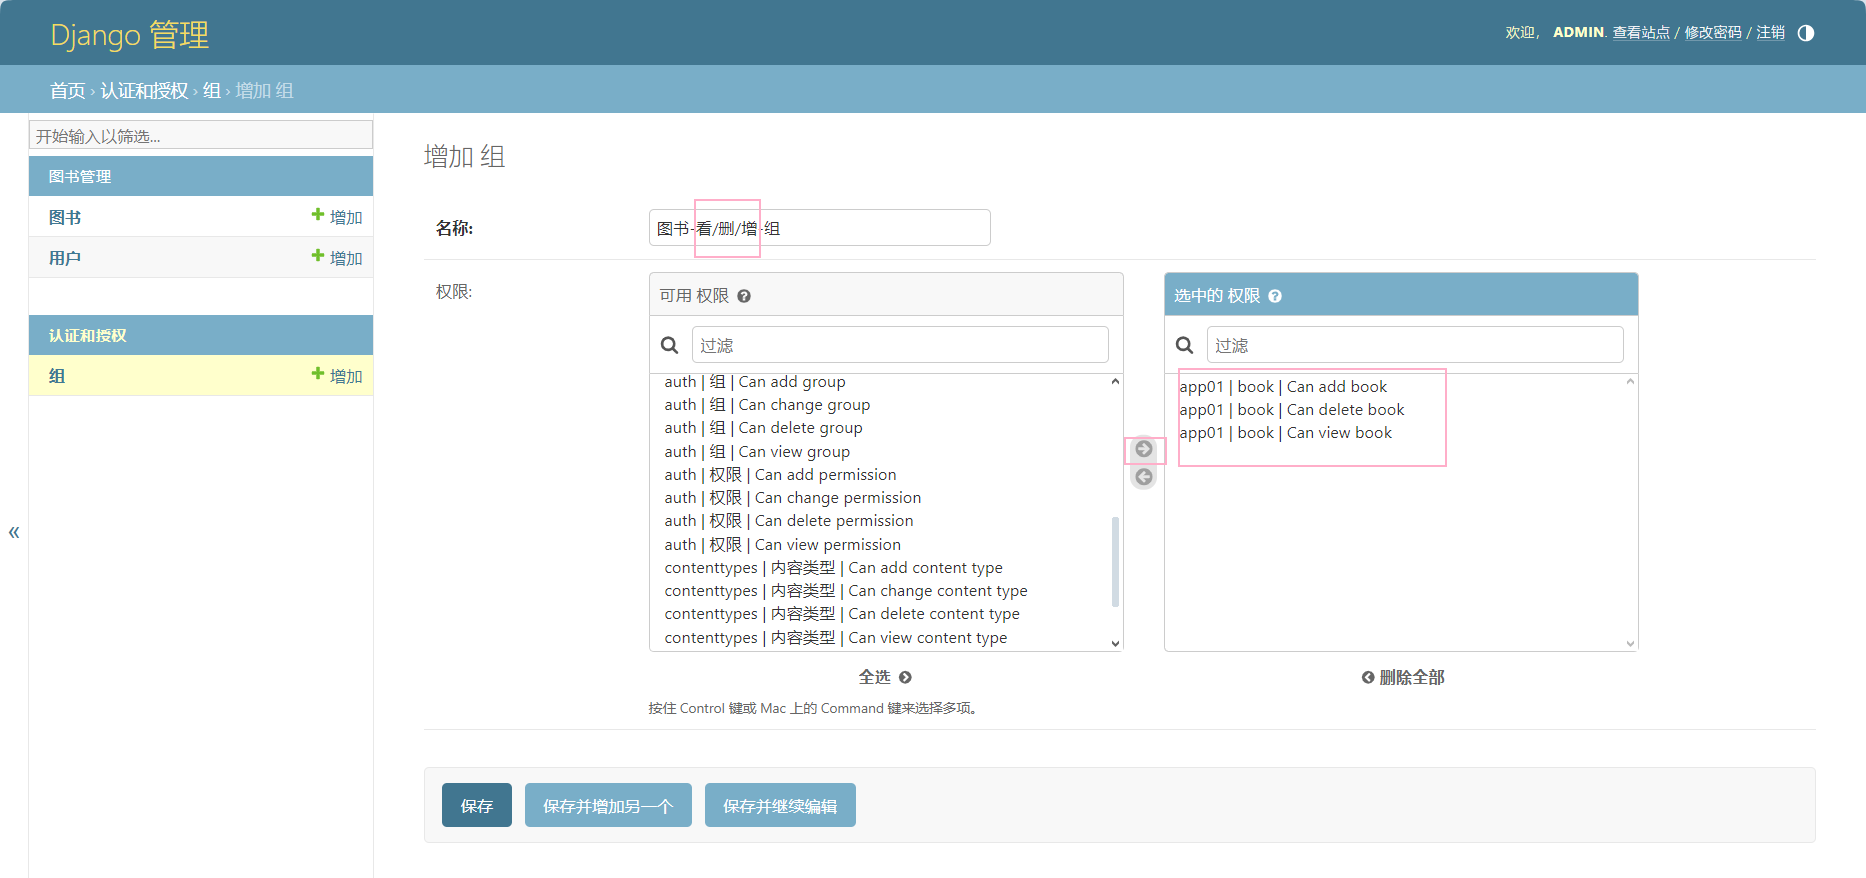 Django 管理
欢迎， ADMIN. 查看站点 / 修改密码 / 注销
首页 › 认证和授权 › 组 › 增加 组
开始输入以筛选...
图书管理
图书 增加
用户 增加
认证和授权
组 增加
«
增加 组
名称: 图书-看/删/增-组
权限:
可用 权限
过滤
auth | 组 | Can add group
auth | 组 | Can change group
auth | 组 | Can delete group
auth | 组 | Can view group
auth | 权限 | Can add permission
auth | 权限 | Can change permission
auth | 权限 | Can delete permission
auth | 权限 | Can view permission
contenttypes | 内容类型 | Can add content type
contenttypes | 内容类型 | Can change content type
contenttypes | 内容类型 | Can delete content type
contenttypes | 内容类型 | Can view content type
全选
选中的 权限
过滤
app01 | book | Can add book
app01 | book | Can delete book
app01 | book | Can view book
删除全部
按住 Control 键或 Mac 上的 Command 键来选择多项。
保存 保存并增加另一个 保存并继续编辑